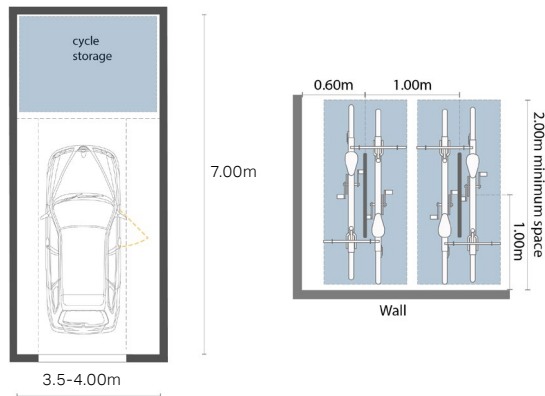 cycle
storage
7.00m
3.5-4.00m
0.60m
1.00m
2.00m minimum space
1.00m
Wall